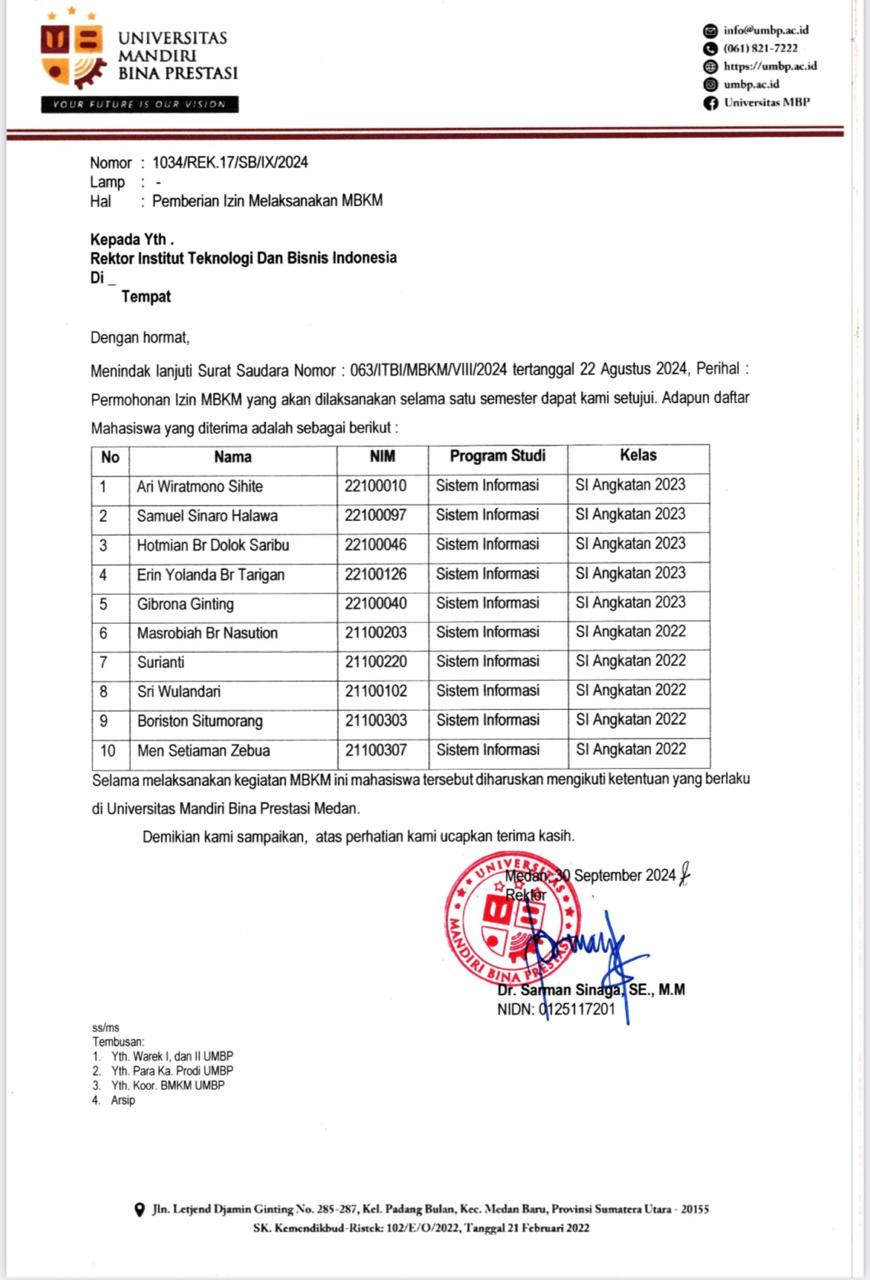 UNIVERSITAS
MANDIRI
BINA PRESTASI
YOUR FUTURE IS OUR VISION
info@umbp.ac.id
(061) 821-7222
https://umbp.ac.id
umbp.ac.id
Universitas MBP
Nomor : 1034/REK.17/SB/IX/2024
Lamp : -
Hal : Pemberian Izin Melaksanakan MBKM
Kepada Yth .
Rektor Institut Teknologi Dan Bisnis Indonesia
Di _
Tempat
Dengan hormat,
Menindak lanjuti Surat Saudara Nomor : 063/ITBI/MBKM/VIII/2024 tertanggal 22 Agustus 2024, Perihal :
Permohonan Izin MBKM yang akan dilaksanakan selama satu semester dapat kami setujui. Adapun daftar
Mahasiswa yang diterima adalah sebagai berikut :
No Nama NIM Program Studi Kelas
1 Ari Wiratmono Sihite 22100010 Sistem Informasi SI Angkatan 2023
2 Samuel Sinaro Halawa 22100097 Sistem Informasi SI Angkatan 2023
3 Hotmian Br Dolok Saribu 22100046 Sistem Informasi SI Angkatan 2023
4 Erin Yolanda Br Tarigan 22100126 Sistem Informasi SI Angkatan 2023
5 Gibrona Ginting 22100040 Sistem Informasi SI Angkatan 2023
6 Masrobiah Br Nasution 21100203 Sistem Informasi SI Angkatan 2022
7 Surianti 21100220 Sistem Informasi SI Angkatan 2022
8 Sri Wulandari 21100102 Sistem Informasi SI Angkatan 2022
9 Boriston Situmorang 21100303 Sistem Informasi SI Angkatan 2022
10 Men Setiaman Zebua 21100307 Sistem Informasi SI Angkatan 2022
Selama melaksanakan kegiatan MBKM ini mahasiswa tersebut diharuskan mengikuti ketentuan yang berlaku
di Universitas Mandiri Bina Prestasi Medan.
Demikian kami sampaikan, atas perhatian kami ucapkan terima kasih.
Medan, 30 September 2024
Rektor
UNIVERSITAS
MANDIRI BINA PRESTASI
Dr. Sarman Sinaga, SE., M.M
NIDN: 0125117201
ss/ms
Tembusan:
1. Yth. Warek I, dan II UMBP
2. Yth. Para Ka. Prodi UMBP
3. Yth. Koor. BMKM UMBP
4. Arsip
Jln. Letjend Djamin Ginting No. 285-287, Kel. Padang Bulan, Kec. Medan Baru, Provinsi Sumatera Utara - 20155
SK. Kemendikbud-Ristek: 102/E/O/2022, Tanggal 21 Februari 2022